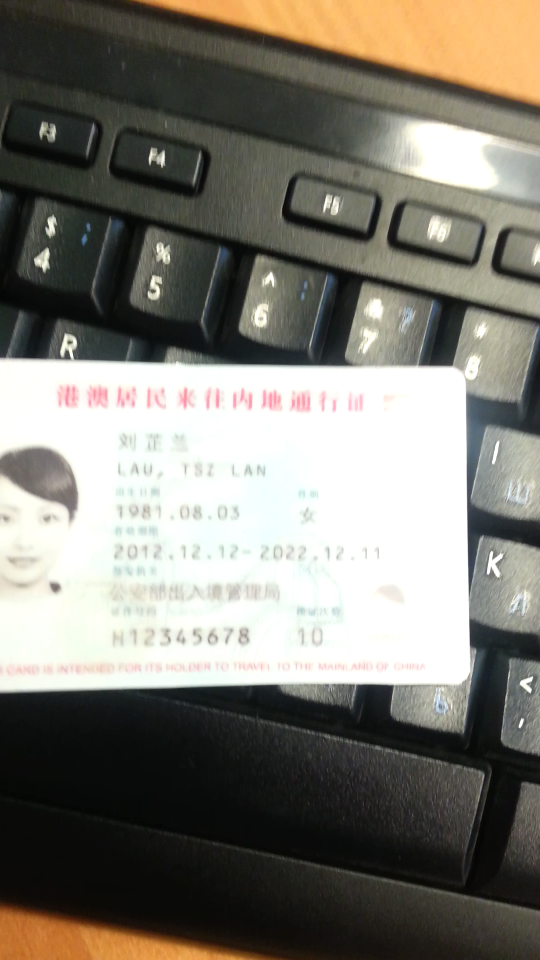 F3 F4 F5 F6
$ 4 % 5 ^ 6 & 7 * 8
R
I 山
K
< ,
港澳居民来往内地通行证
刘芷兰
LAU, TSZ LAN
出生日期 性别
1981.08.03 女
有效期限
2012.12.12-2022.12.11
签发机关
公安部出入境管理局
证件号码 换证次数
H12345678 10
CARD IS INTENDED FOR ITS HOLDER TO TRAVEL TO THE MAINLAND OF CHINA